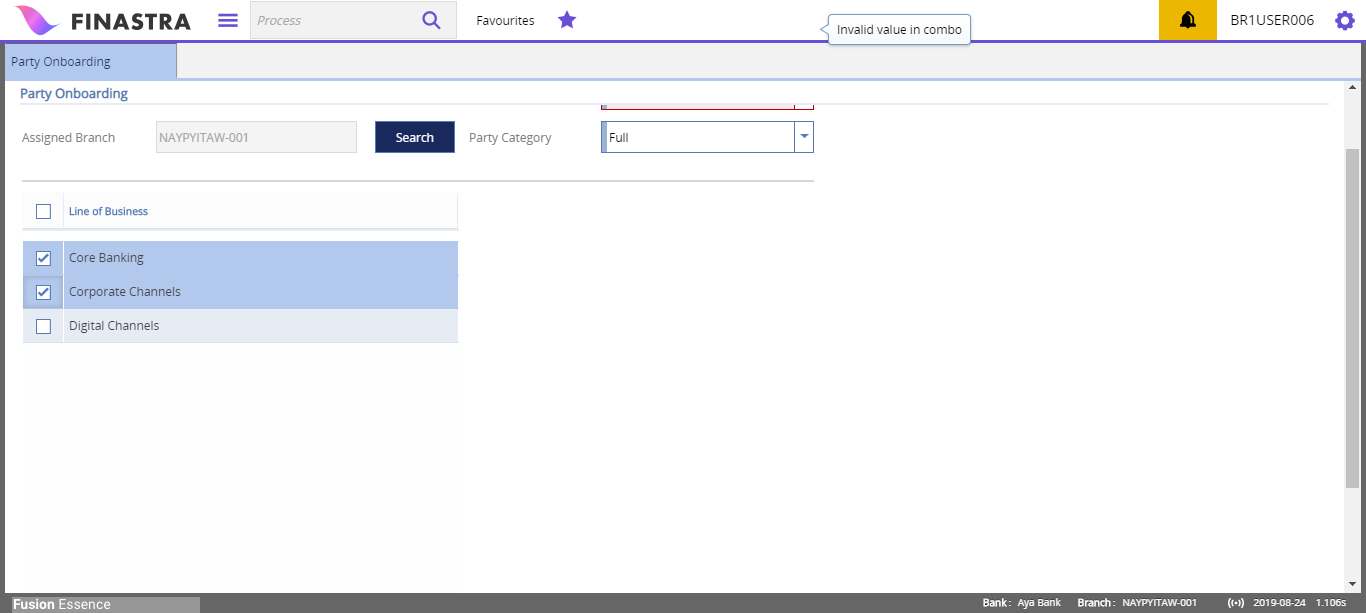 FINASTRA
Process
Favourites
Invalid value in combo
BR1USER006
Party Onboarding
Party Onboarding
Assigned Branch
NAYPYITAW-001
Search
Party Category
Full
Line of Business
Core Banking
Corporate Channels
Digital Channels
Fusion Essence
Bank : Aya Bank Branch : NAYPYITAW-001 2019-08-24 1.106s